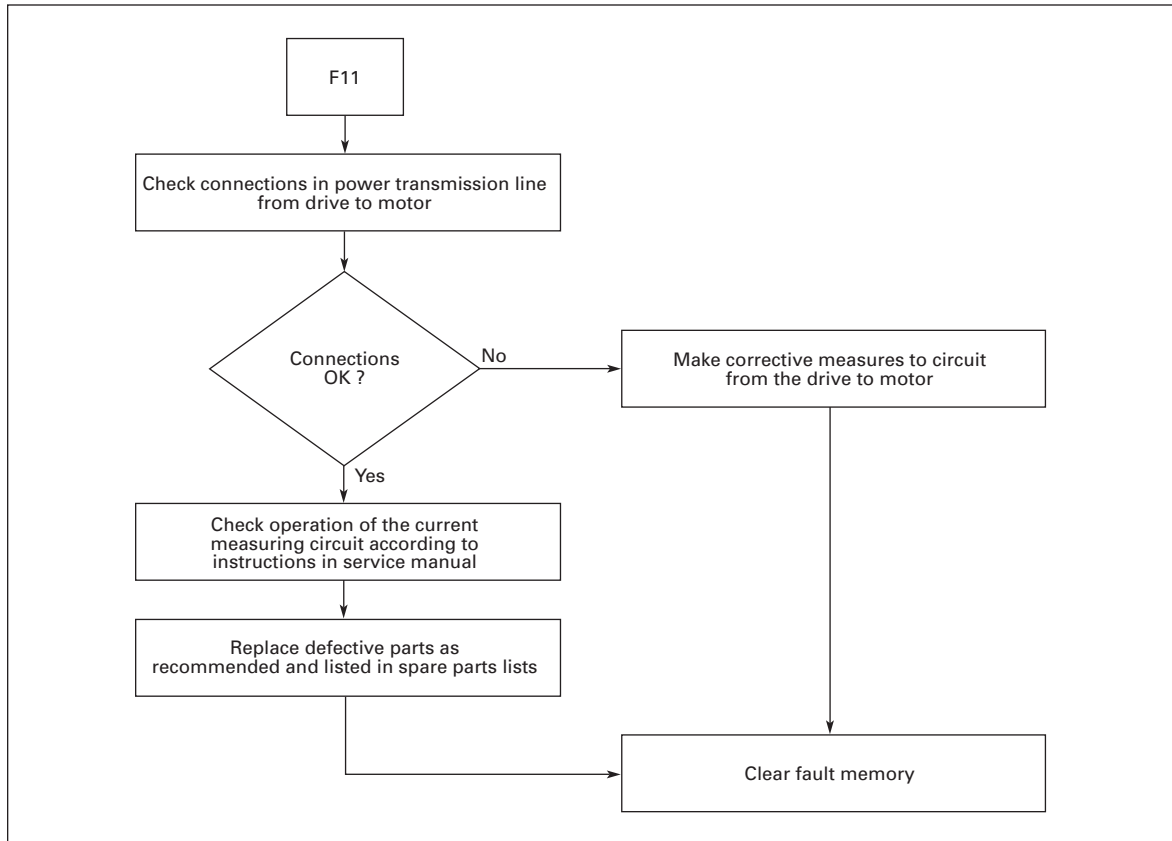 F11
Check connections in power transmission line
from drive to motor
Connections
OK ?
No
Make corrective measures to circuit
from the drive to motor
Yes
Check operation of the current
measuring circuit according to
instructions in service manual
Replace defective parts as
recommended and listed in spare parts lists
Clear fault memory